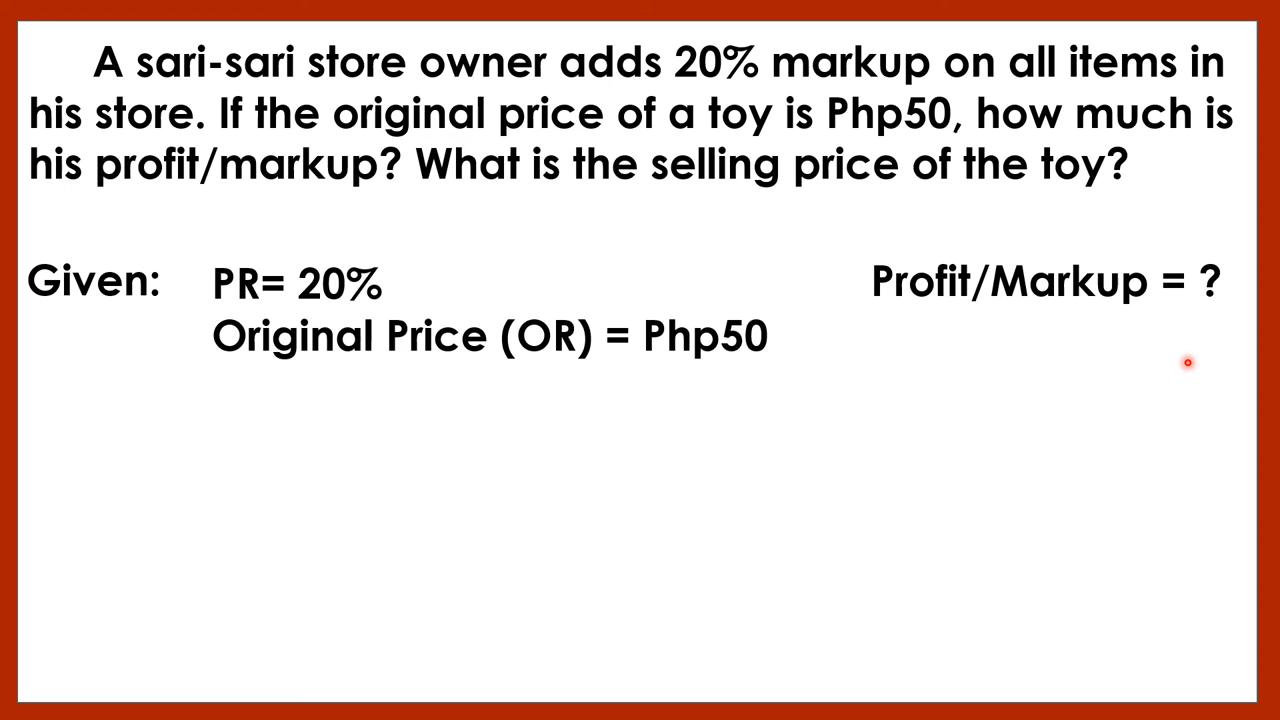 A sari-sari store owner adds 20% markup on all items in
his store. If the original price of a toy is Php50, how much is
his profit/markup? What is the selling price of the toy?
Given: PR= 20% Profit/Markup = ?
Original Price (OR) = Php50